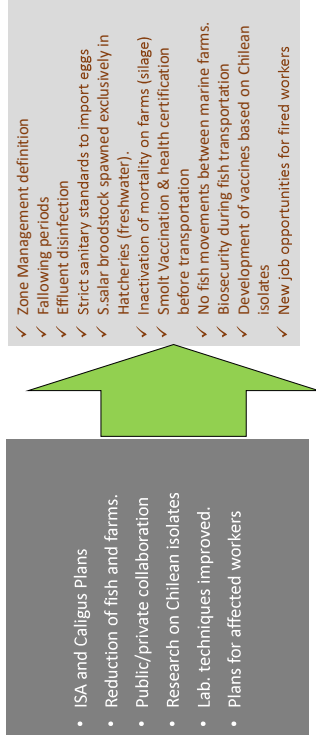 • ISA and Caligus Plans
• Reduction of fish and farms.
• Public/private collaboration
• Research on Chilean isolates
• Lab. techniques improved.
• Plans for affected workers
✓ Zone Management definition
✓ Fallowing periods
✓ Effluent disinfection
✓ Strict sanitary standards to import eggs
✓ S.salar broodstock spawned exclusively in
Hatcheries (freshwater).
✓ Inactivation of mortality on farms (silage)
✓ Smolt Vaccination & health certification
before transportation
✓ No fish movements between marine farms.
✓ Biosecurity during fish transportation
✓ Development of vaccines based on Chilean
isolates
✓ New job opportunities for fired workers